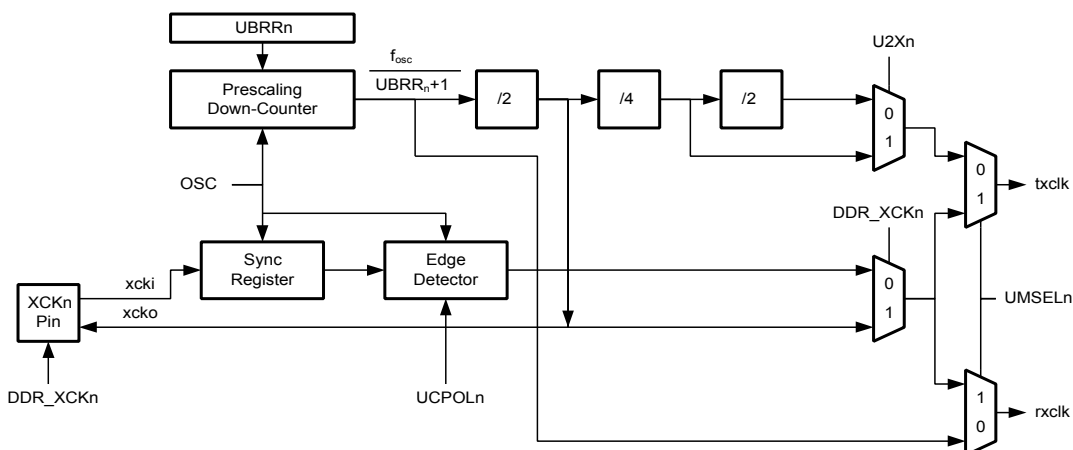 UBRRn
U2Xn
fosc
UBRRn+1
Prescaling
Down-Counter
/2
/4
/2
0
1
OSC
0
1
txclk
DDR_XCKn
Sync
Register
Edge
Detector
xcki
XCKn
Pin
xcko
0
1
UMSELn
DDR_XCKn
UCPOLn
1
0
rxclk